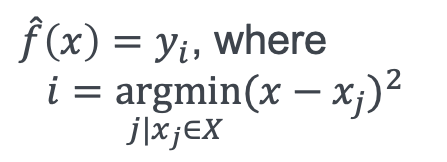 f̂(x) = yᵢ, where
i = argmin(x − xⱼ)²
j|xⱼ∈X